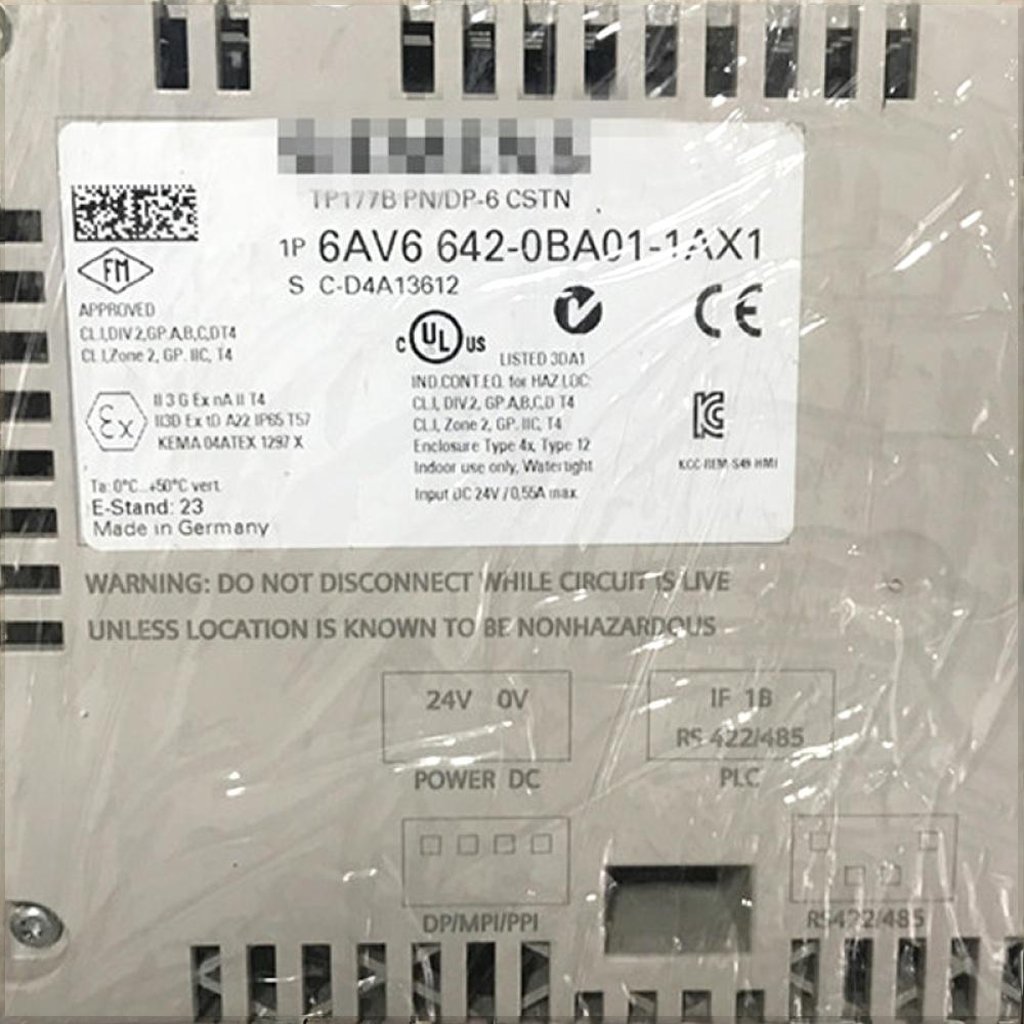 TP177B PN/DP-6 CSTN
1P 6AV6 642-0BA01-1AX1
S C-D4A13612
FM
APPROVED
CL.I,DIV.2,GP.A,B,C,DT4
CL.I,Zone 2, GP. IIC, T4
C UL US
LISTED 3DA1
IND.CONT.EQ. for HAZ.LOC:
CL.I, DIV.2, GP.A,B,C,D T4
CL.I, Zone 2, GP. IIC, T4
Enclosure Type 4x, Type 12
Indoor use only, Watertight
Input DC 24V / 0,55A max.
CE
Ex
II 3 G Ex nA II T4
II3D Ex tD A22 IP65 T57
KEMA 04ATEX 1297 X
KCC-REM-S49-HMI
Ta: 0°C...+50°C vert.
E-Stand: 23
Made in Germany
WARNING: DO NOT DISCONNECT WHILE CIRCUIT IS LIVE
UNLESS LOCATION IS KNOWN TO BE NONHAZARDOUS
24V 0V
POWER DC
IF 1B
RS 422/485
PLC
DP/MPI/PPI
RS422/485